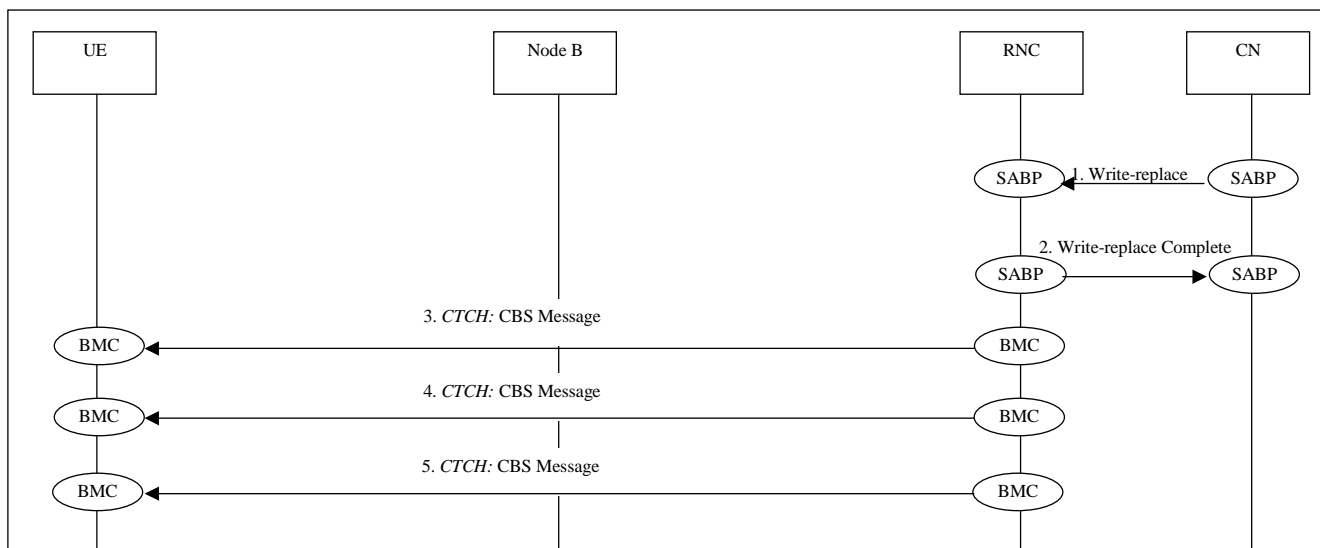 UE
Node B
RNC
CN
SABP
1. Write-replace
SABP
2. Write-replace Complete
SABP
SABP
3. CTCH: CBS Message
BMC
BMC
4. CTCH: CBS Message
BMC
BMC
5. CTCH: CBS Message
BMC
BMC